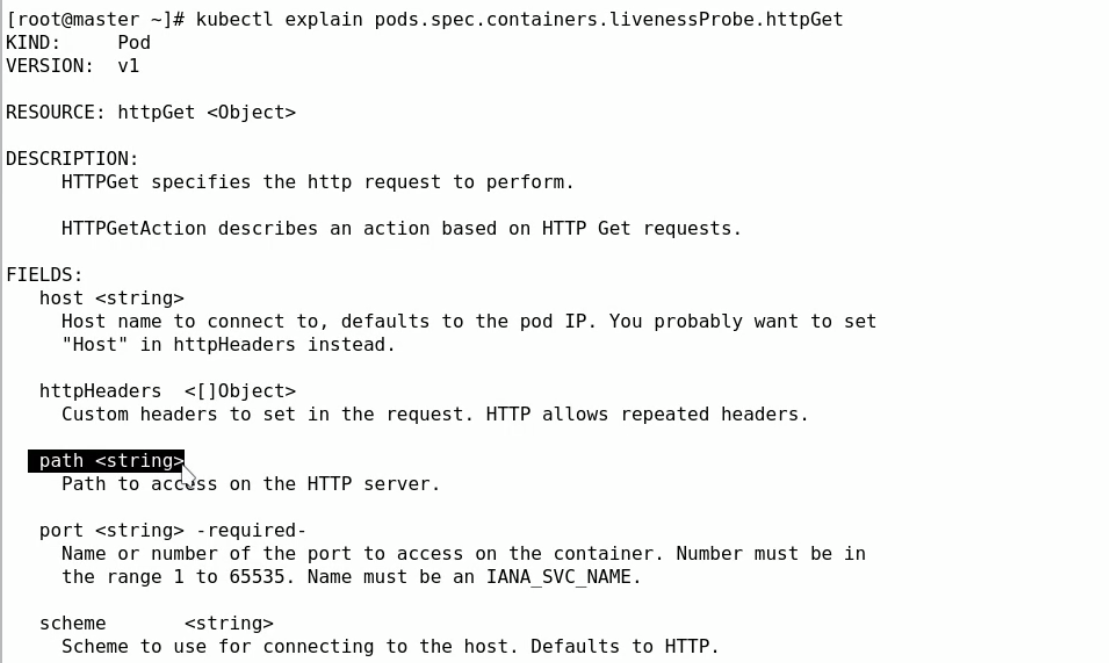 [root@master ~]# kubectl explain pods.spec.containers.livenessProbe.httpGet
KIND:     Pod
VERSION:  v1
RESOURCE: httpGet <Object>
DESCRIPTION:
     HTTPGet specifies the http request to perform.
     HTTPGetAction describes an action based on HTTP Get requests.
FIELDS:
   host <string>
     Host name to connect to, defaults to the pod IP. You probably want to set
     "Host" in httpHeaders instead.
   httpHeaders  <[]Object>
     Custom headers to set in the request. HTTP allows repeated headers.
   path <string>
     Path to access on the HTTP server.
   port <string> -required-
     Name or number of the port to access on the container. Number must be in
     the range 1 to 65535. Name must be an IANA_SVC_NAME.
   scheme       <string>
     Scheme to use for connecting to the host. Defaults to HTTP.